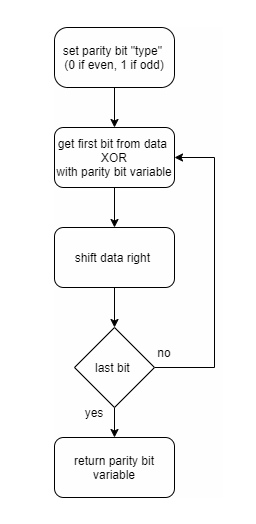 set parity bit "type"
(0 if even, 1 if odd)
get first bit from data
XOR
with parity bit variable
shift data right
last bit
no
yes
return parity bit
variable